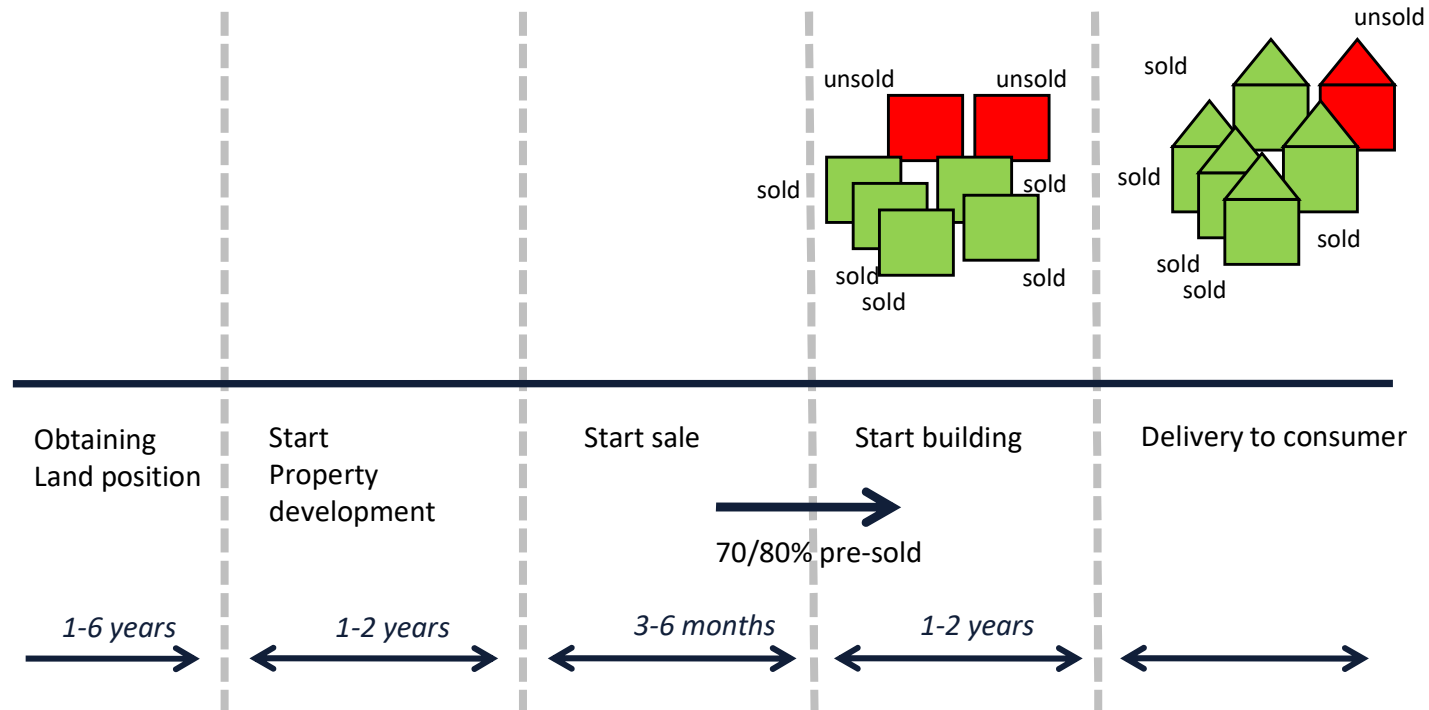 unsold
sold
unsold
unsold
sold
sold
sold
sold
sold
sold
sold
sold
sold
Obtaining
Land position
Start
Property
development
Start sale
Start building
Delivery to consumer
70/80% pre-sold
1-6 years
1-2 years
3-6 months
1-2 years